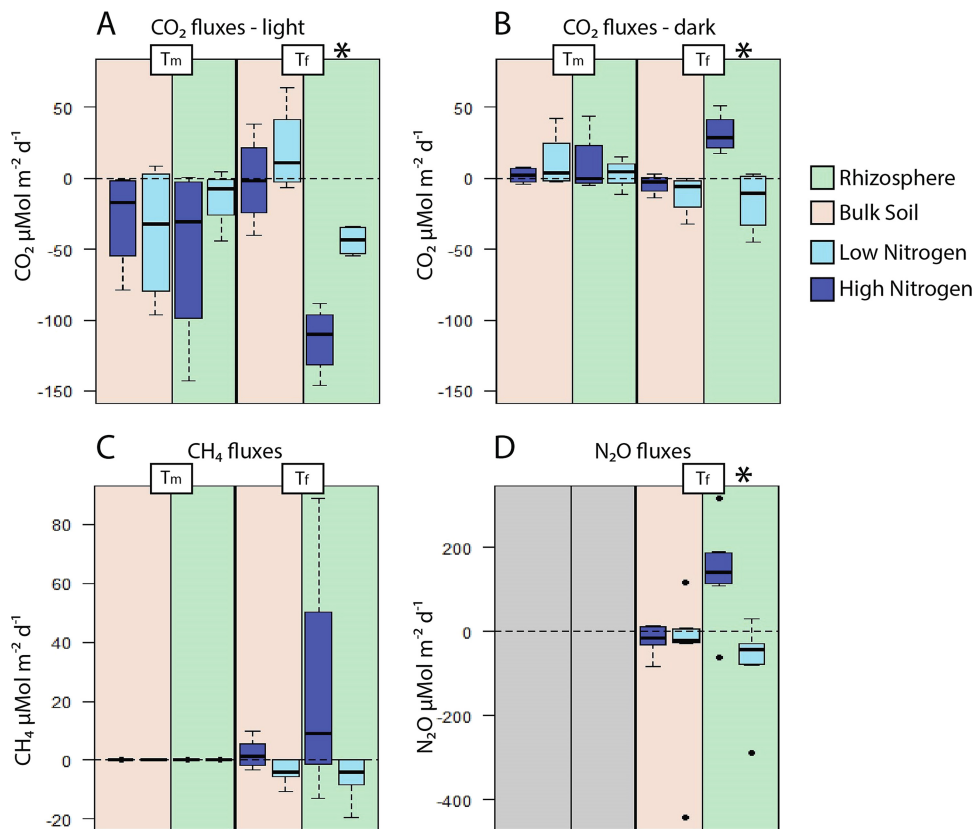 A
CO₂ fluxes - light
Tm
Tf
*
CO₂ μMol m⁻² d⁻¹
50
0
-50
-100
-150
B
CO₂ fluxes - dark
Tm
Tf
*
CO₂ μMol m⁻² d⁻¹
50
0
-50
-100
-150
Rhizosphere
Bulk Soil
Low Nitrogen
High Nitrogen
C
CH₄ fluxes
Tm
Tf
CH₄ μMol m⁻² d⁻¹
80
60
40
20
0
-20
D
N₂O fluxes
Tf
*
N₂O μMol m⁻² d⁻¹
200
0
-200
-400